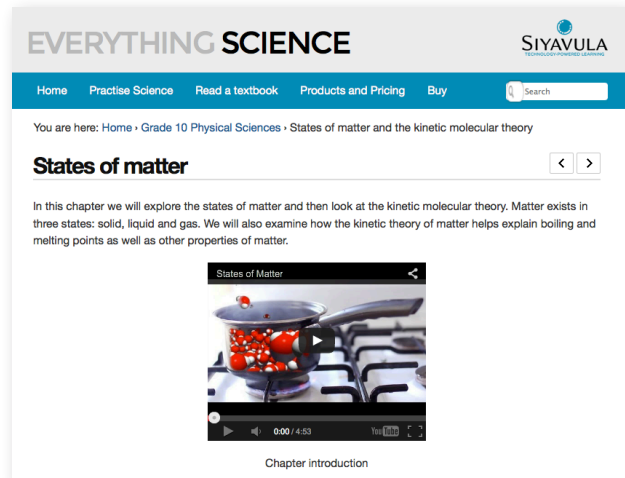 EVERYTHING SCIENCE
SIYAVULA
TECHNOLOGY-POWERED LEARNING
Home Practise Science Read a textbook Products and Pricing Buy Search
You are here: Home › Grade 10 Physical Sciences › States of matter and the kinetic molecular theory
States of matter
In this chapter we will explore the states of matter and then look at the kinetic molecular theory. Matter exists in
three states: solid, liquid and gas. We will also examine how the kinetic theory of matter helps explain boiling and
melting points as well as other properties of matter.
States of Matter
0:00 / 4:53 YouTube
Chapter introduction